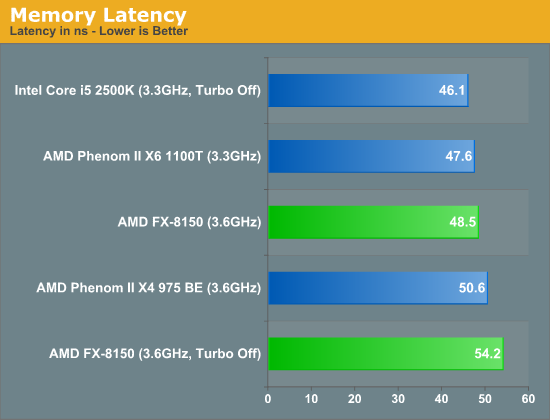 Memory Latency
Latency in ns - Lower is Better
Intel Core i5 2500K (3.3GHz, Turbo Off) 46.1
AMD Phenom II X6 1100T (3.3GHz) 47.6
AMD FX-8150 (3.6GHz) 48.5
AMD Phenom II X4 975 BE (3.6GHz) 50.6
AMD FX-8150 (3.6GHz, Turbo Off) 54.2
0 10 20 30 40 50 60